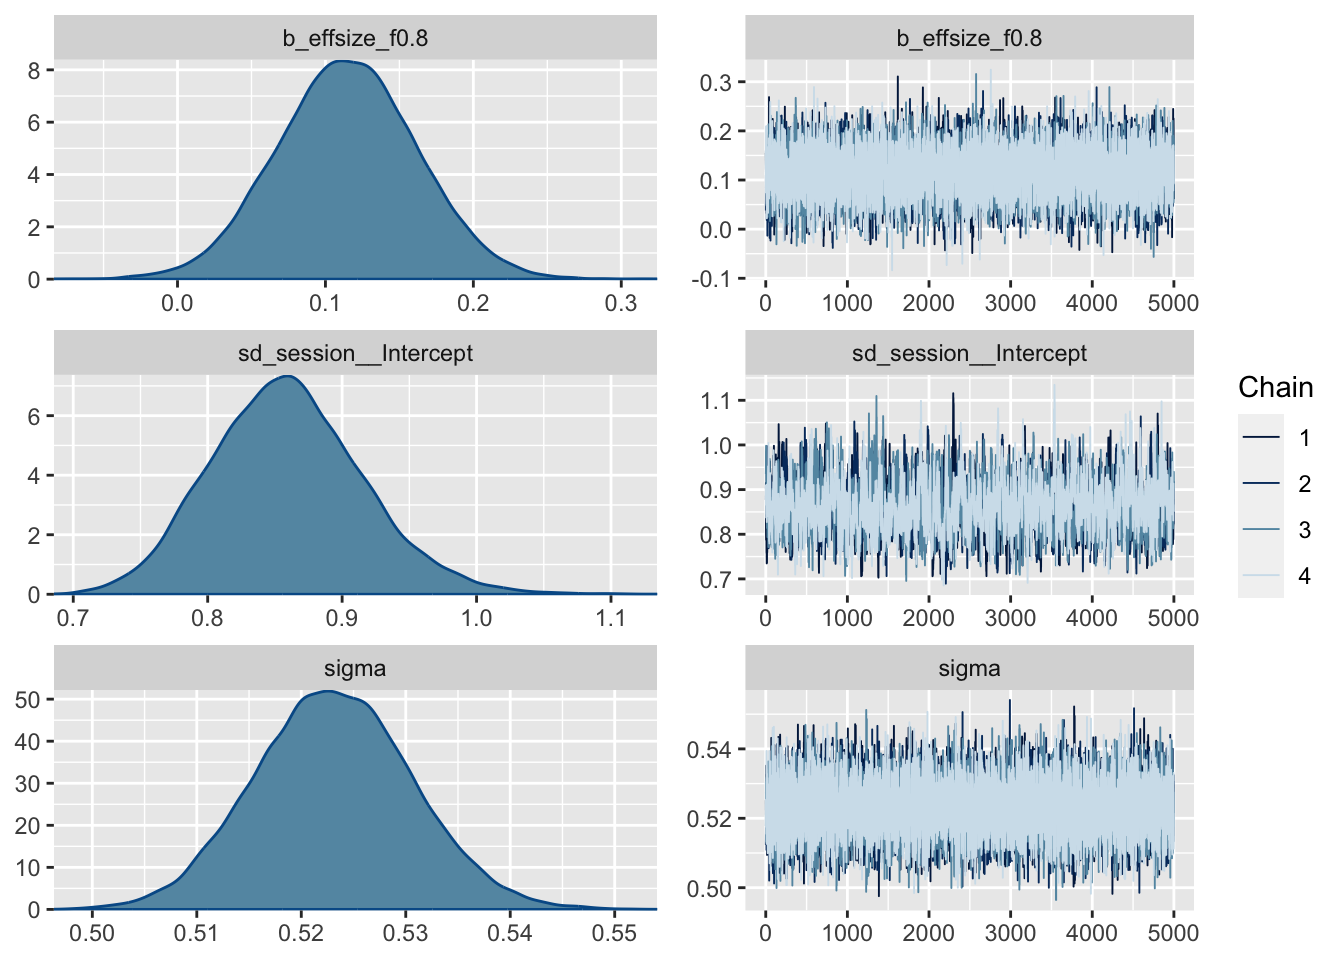 b_effsize_f0.8
8
6
4
2
0
0.0 0.1 0.2 0.3
b_effsize_f0.8
0.3
0.2
0.1
0.0
-0.1
0 1000 2000 3000 4000 5000
sd_session__Intercept
6
4
2
0
0.7 0.8 0.9 1.0 1.1
sd_session__Intercept
1.1
1.0
0.9
0.8
0.7
0 1000 2000 3000 4000 5000
sigma
50
40
30
20
10
0
0.50 0.51 0.52 0.53 0.54 0.55
sigma
0.54
0.52
0.50
0 1000 2000 3000 4000 5000
Chain
1
2
3
4